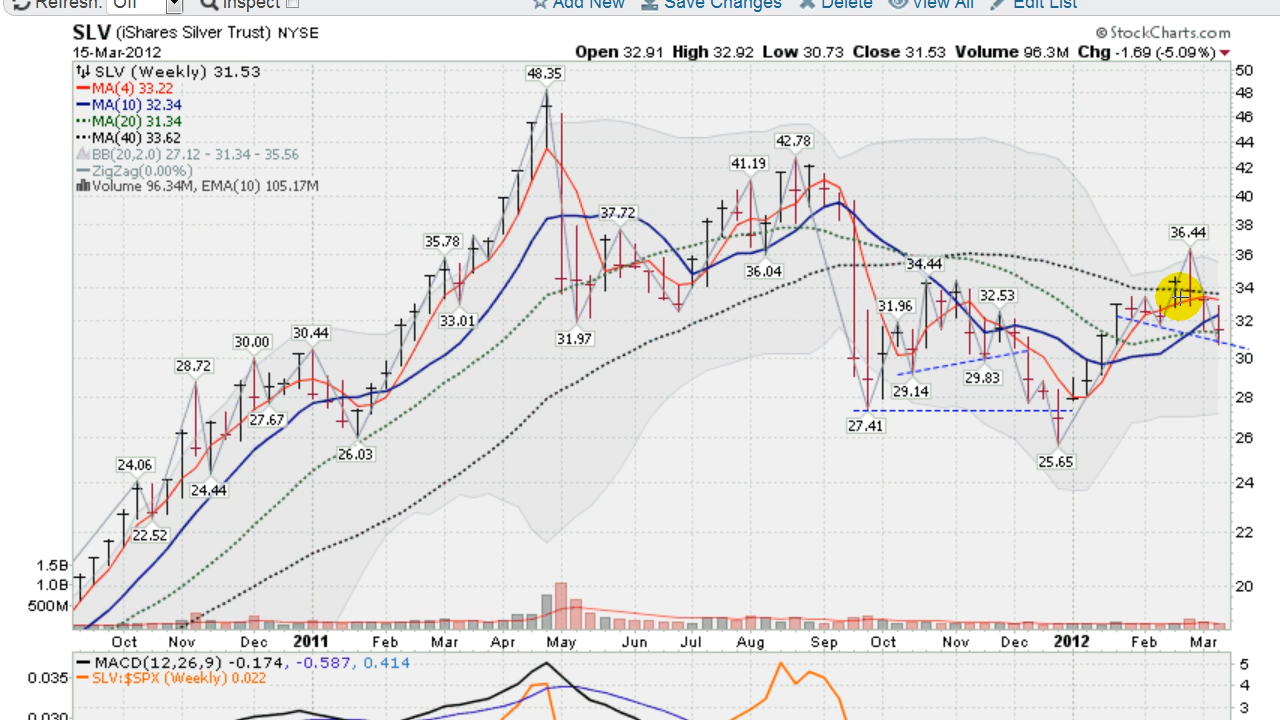 Refresh: Off Inspect Add New Save Changes Delete View All Edit List
SLV (iShares Silver Trust) NYSE © StockCharts.com
15-Mar-2012 Open 32.91 High 32.92 Low 30.73 Close 31.53 Volume 96.3M Chg -1.69 (-5.09%)
SLV (Weekly) 31.53
MA(4) 33.22
MA(10) 32.34
MA(20) 31.34
MA(40) 33.62
BB(20,2.0) 27.12 - 31.34 - 35.56
ZigZag(0.00%)
Volume 96.34M, EMA(10) 105.17M
50
48
46
44
42
40
38
36
34
32
30
28
26
24
22
20
1.5B
1.0B
500M
24.06
22.52
28.72
24.44
30.00
27.67
30.44
26.03
35.78
33.01
48.35
31.97
37.72
41.19
36.04
42.78
27.41
31.96
29.14
34.44
29.83
32.53
25.65
36.44
Oct Nov Dec 2011 Feb Mar Apr May Jun Jul Aug Sep Oct Nov Dec 2012 Feb Mar
MACD(12,26,9) -0.174, -0.587, 0.414
SLV:$SPX (Weekly) 0.022
0.035
0.030
5
4
3